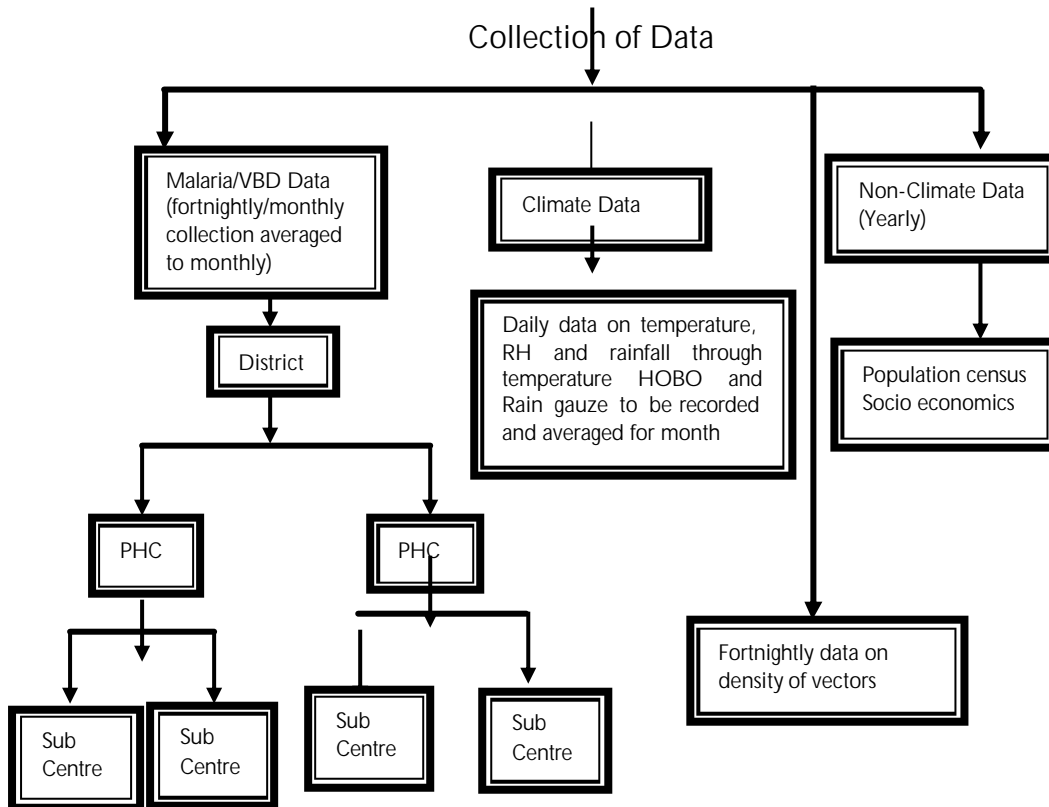 Collection of Data
Malaria/VBD Data
(fortnightly/monthly
collection averaged
to monthly)
District
PHC
PHC
Sub
Centre
Sub
Centre
Sub
Centre
Sub
Centre
Climate Data
Daily data on temperature,
RH and rainfall through
temperature HOBO and
Rain gauze to be recorded
and averaged for month
Fortnightly data on
density of vectors
Non-Climate Data
(Yearly)
Population census
Socio economics